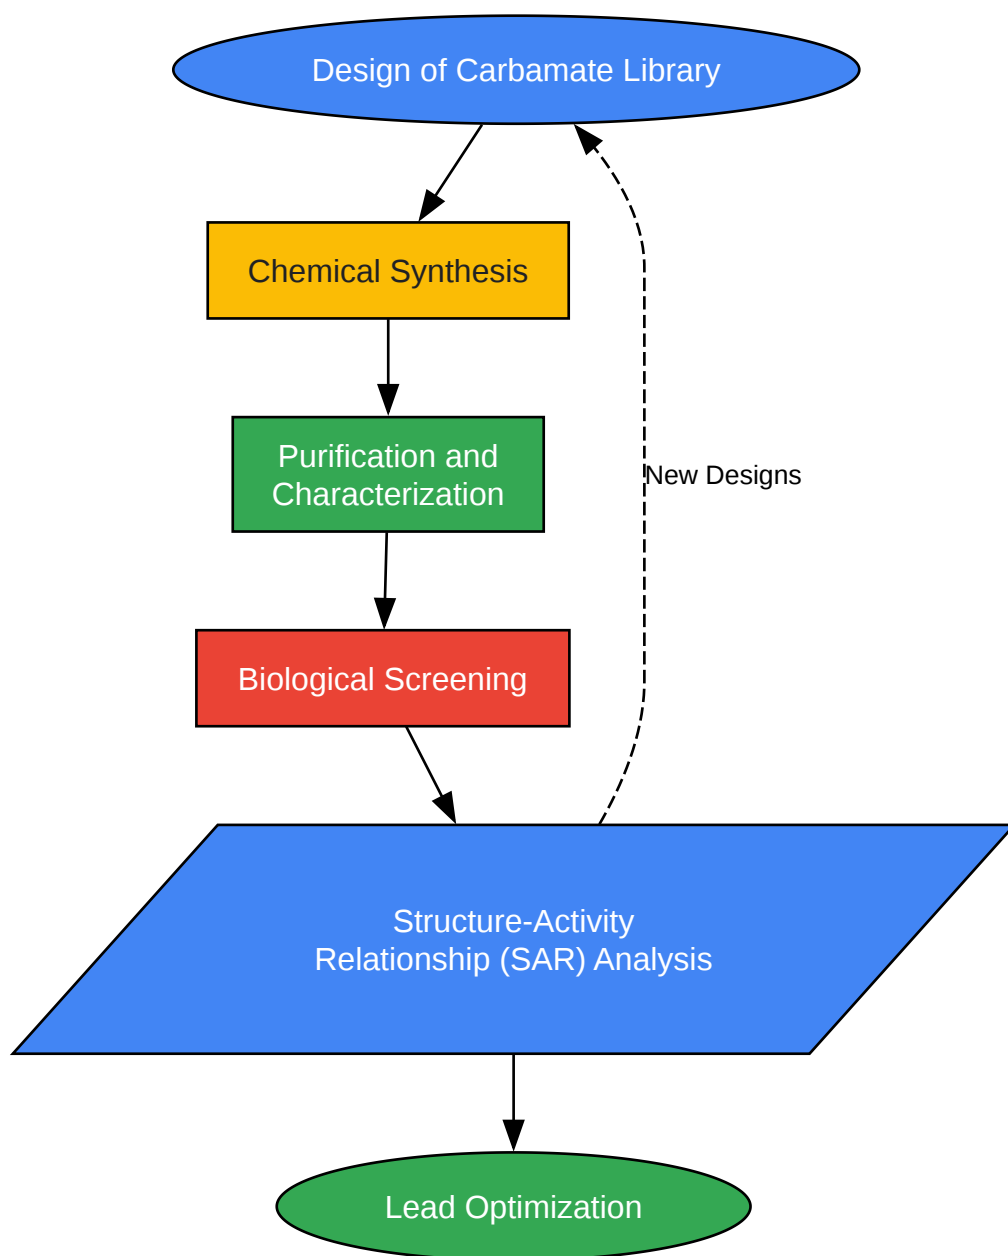 Design of Carbamate Library
Chemical Synthesis
Purification and
Characterization
New Designs
Biological Screening
Structure-Activity
Relationship (SAR) Analysis
Lead Optimization